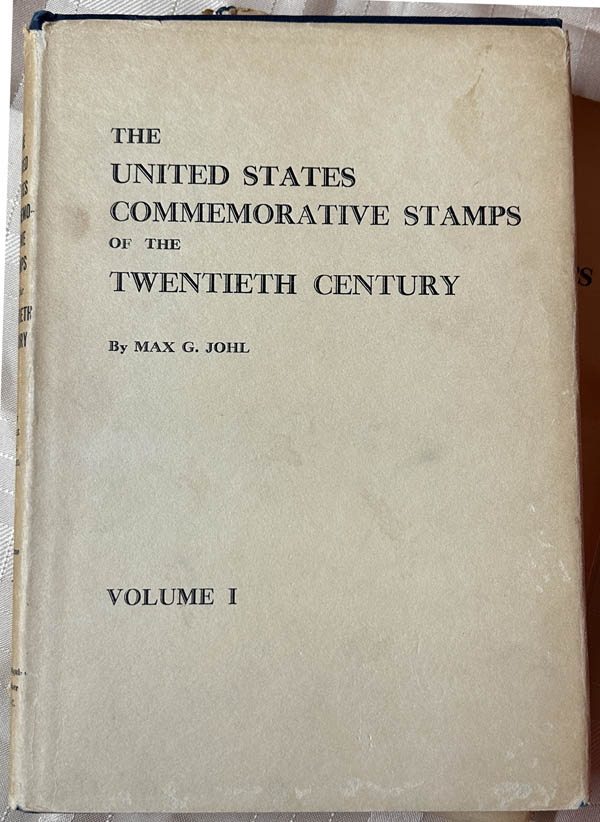 THE
UNITED STATES
COMMEMORATIVE STAMPS
OF THE
TWENTIETH CENTURY
By MAX G. JOHL
VOLUME I